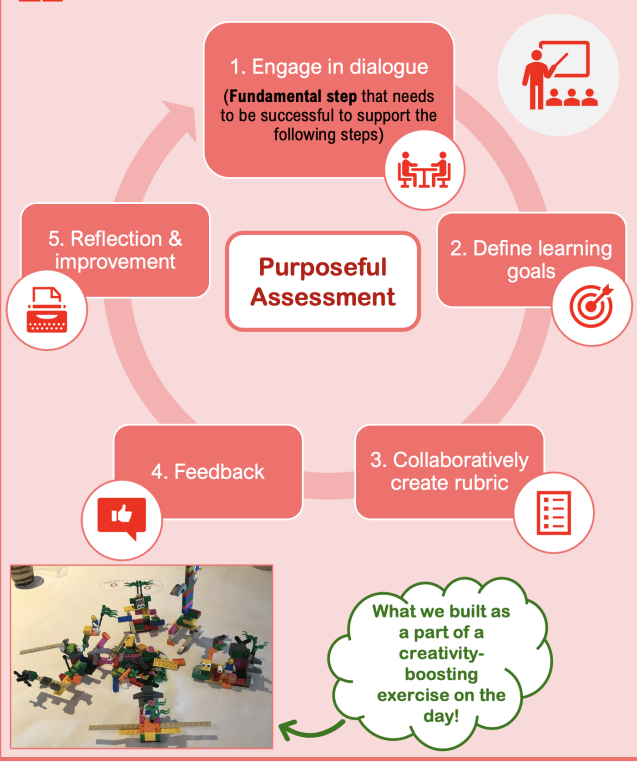 1. Engage in dialogue
(Fundamental step that needs
to be successful to support the
following steps)
2. Define learning
goals
3. Collaboratively
create rubric
4. Feedback
5. Reflection &
improvement
Purposeful
Assessment
What we built as
a part of a
creativity-
boosting
exercise on the
day!